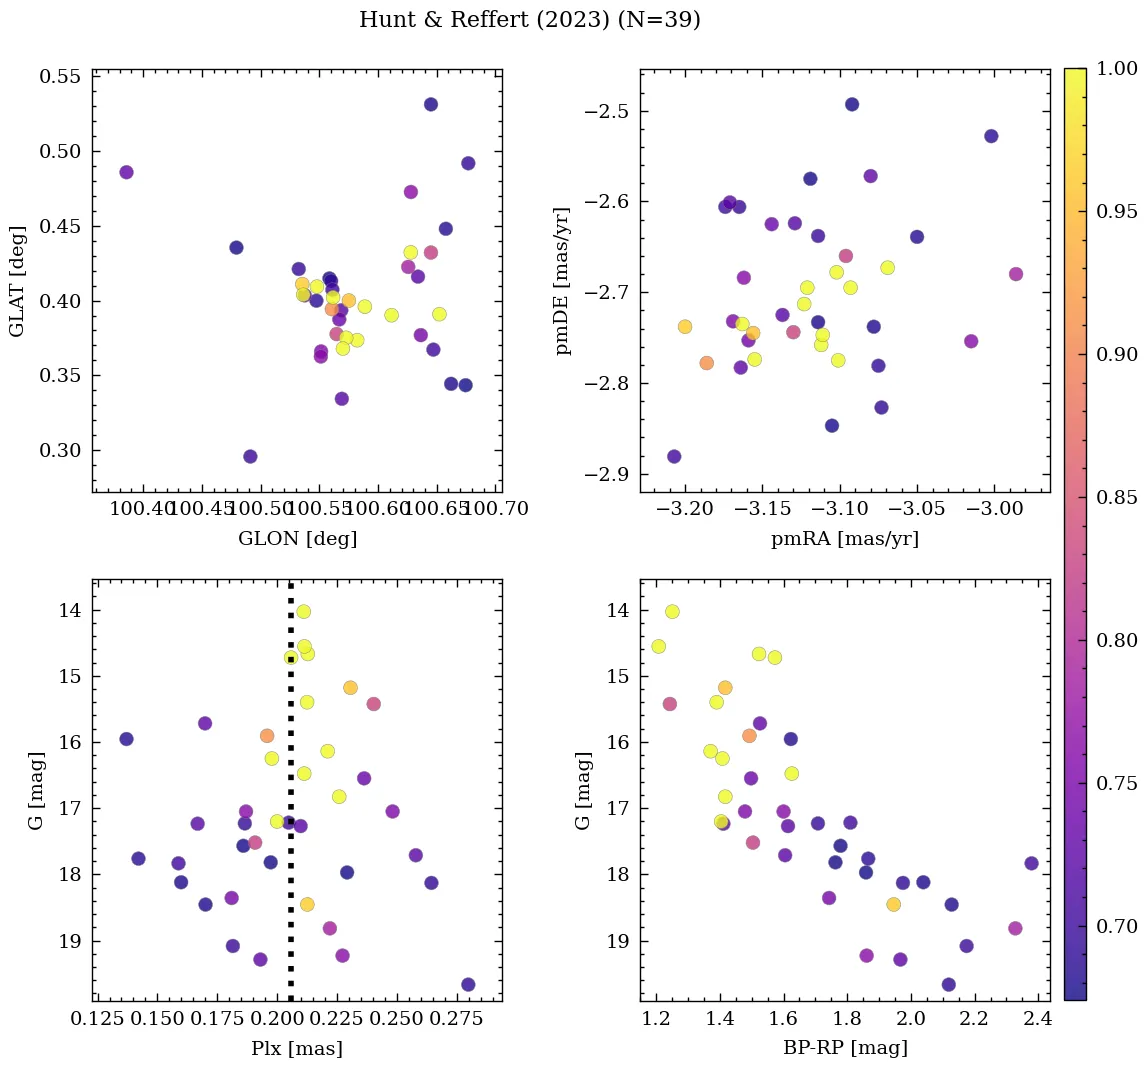 Hunt & Reffert (2023) (N=39)
0.55
0.50
0.45
0.40
0.35
0.30
GLAT [deg]
100.40 100.45 100.50 100.55 100.60 100.65 100.70
GLON [deg]
−2.5
−2.6
−2.7
−2.8
−2.9
pmDE [mas/yr]
−3.20 −3.15 −3.10 −3.05 −3.00
pmRA [mas/yr]
14
15
16
17
18
19
G [mag]
0.125 0.150 0.175 0.200 0.225 0.250 0.275
Plx [mas]
14
15
16
17
18
19
G [mag]
1.2 1.4 1.6 1.8 2.0 2.2 2.4
BP-RP [mag]
1.00
0.95
0.90
0.85
0.80
0.75
0.70